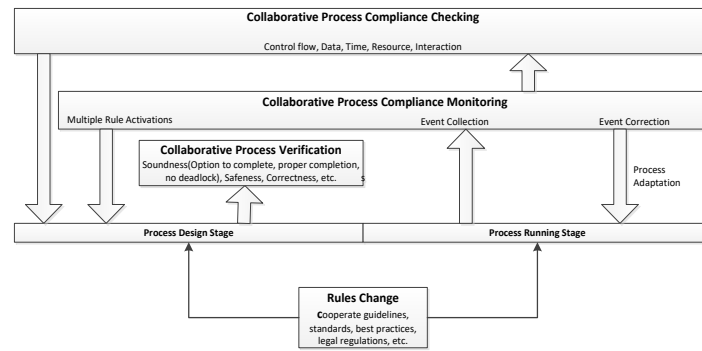 Collaborative Process Compliance Checking
Control flow, Data, Time, Resource, Interaction
Collaborative Process Compliance Monitoring
Multiple Rule Activations
Event Collection
Event Correction
Collaborative Process Verification
Soundness(Option to complete, proper completion,
no deadlock), Safeness, Correctness, etc.
s
Process
Adaptation
Process Design Stage
Process Running Stage
Rules Change
Cooperate guidelines,
standards, best practices,
legal regulations, etc.